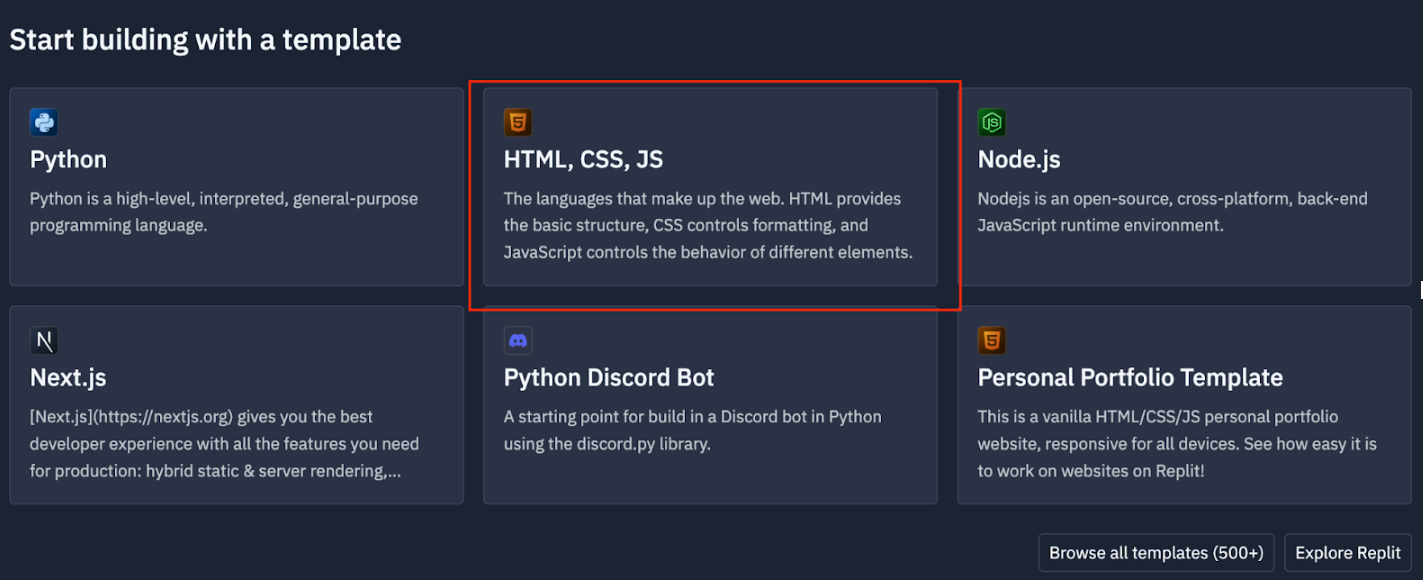 Start building with a template
Python
Python is a high-level, interpreted, general-purpose
programming language.
5
HTML, CSS, JS
The languages that make up the web. HTML provides
the basic structure, CSS controls formatting, and
JavaScript controls the behavior of different elements.
JS
Node.js
Nodejs is an open-source, cross-platform, back-end
JavaScript runtime environment.
N
Next.js
[Next.js](https://nextjs.org) gives you the best
developer experience with all the features you need
for production: hybrid static & server rendering,...
Python Discord Bot
A starting point for build in a Discord bot in Python
using the discord.py library.
5
Personal Portfolio Template
This is a vanilla HTML/CSS/JS personal portfolio
website, responsive for all devices. See how easy it is
to work on websites on Replit!
Browse all templates (500+)
Explore Replit